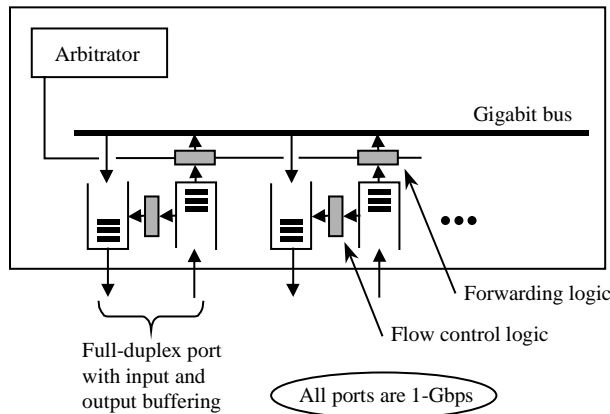 Arbitrator
Gigabit bus
Forwarding logic
Flow control logic
Full-duplex port
with input and
output buffering
All ports are 1-Gbps